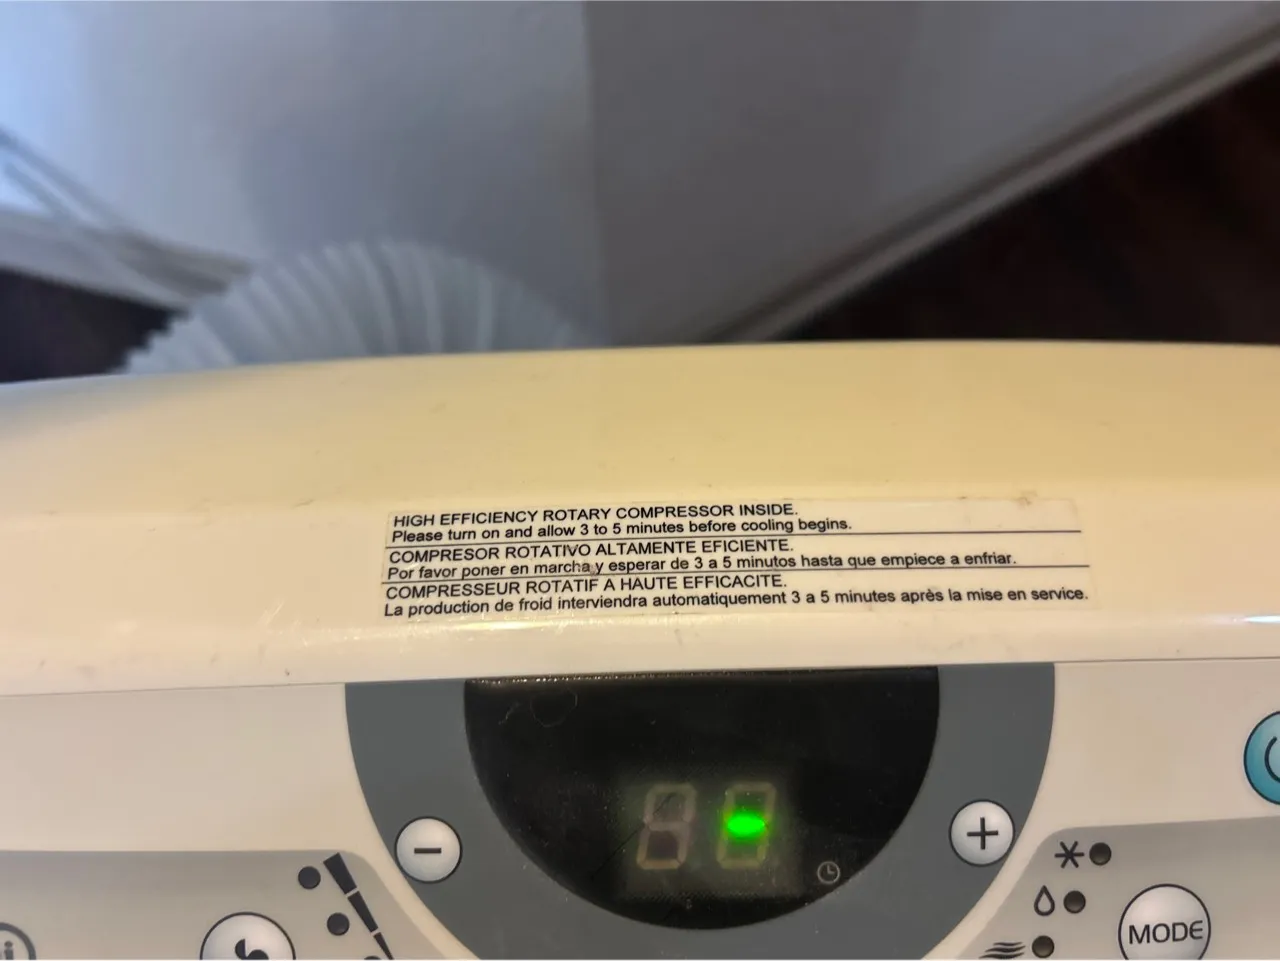 HIGH EFFICIENCY ROTARY COMPRESSOR INSIDE.
Please turn on and allow 3 to 5 minutes before cooling begins.
COMPRESOR ROTATIVO ALTAMENTE EFICIENTE.
Por favor poner en marcha y esperar de 3 a 5 minutos hasta que empiece a enfriar.
COMPRESSEUR ROTATIF A HAUTE EFFICACITE.
La production de froid interviendra automatiquement 3 a 5 minutes après la mise en service.
- +
MODE